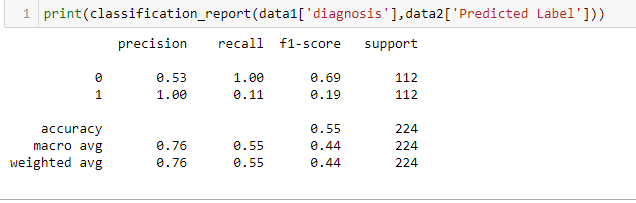 1 print(classification_report(data1['diagnosis'],data2['Predicted Label']))
precision recall f1-score support
0 0.53 1.00 0.69 112
1 1.00 0.11 0.19 112
accuracy 0.55 224
macro avg 0.76 0.55 0.44 224
weighted avg 0.76 0.55 0.44 224